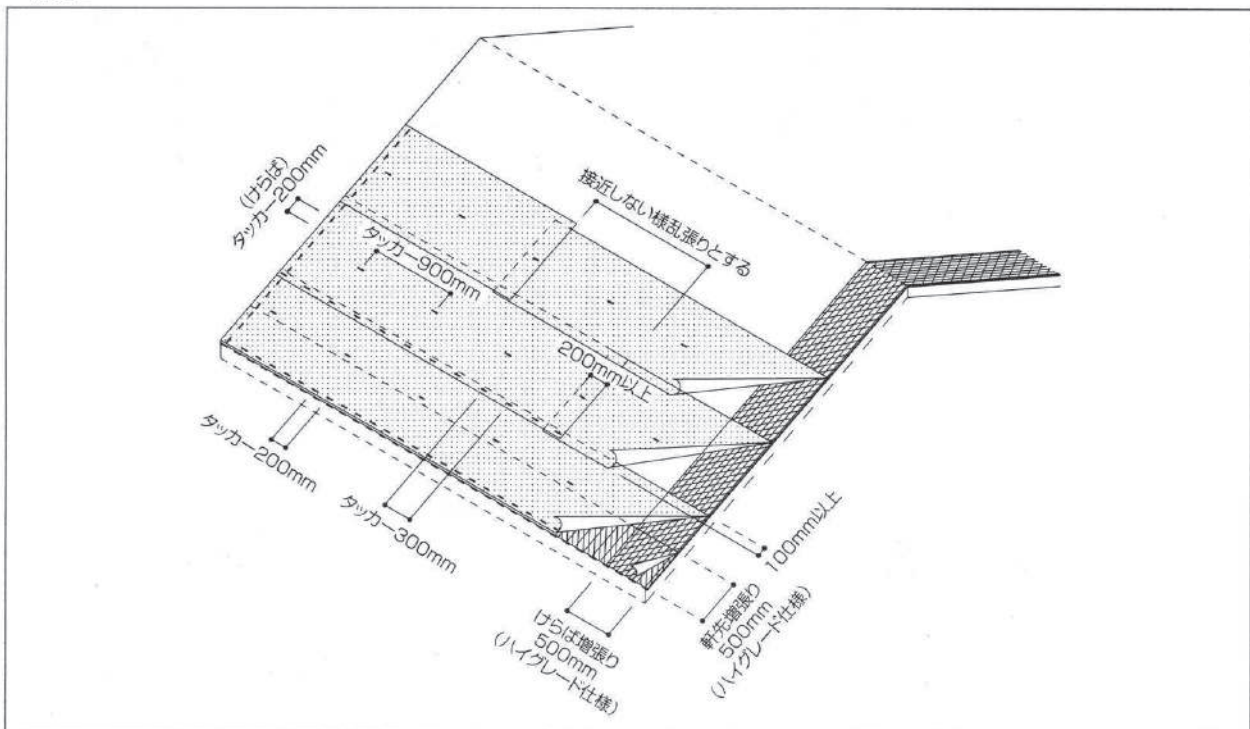 (けらば)
タッカー200mm
接近しない様乱張りとする
タッカー900mm
200mm以上
タッカー200mm
タッカー300mm
100mm以上
けらば増張り
500mm
(ハイグレード仕様)
軒先増張り
500mm
(ハイグレード仕様)